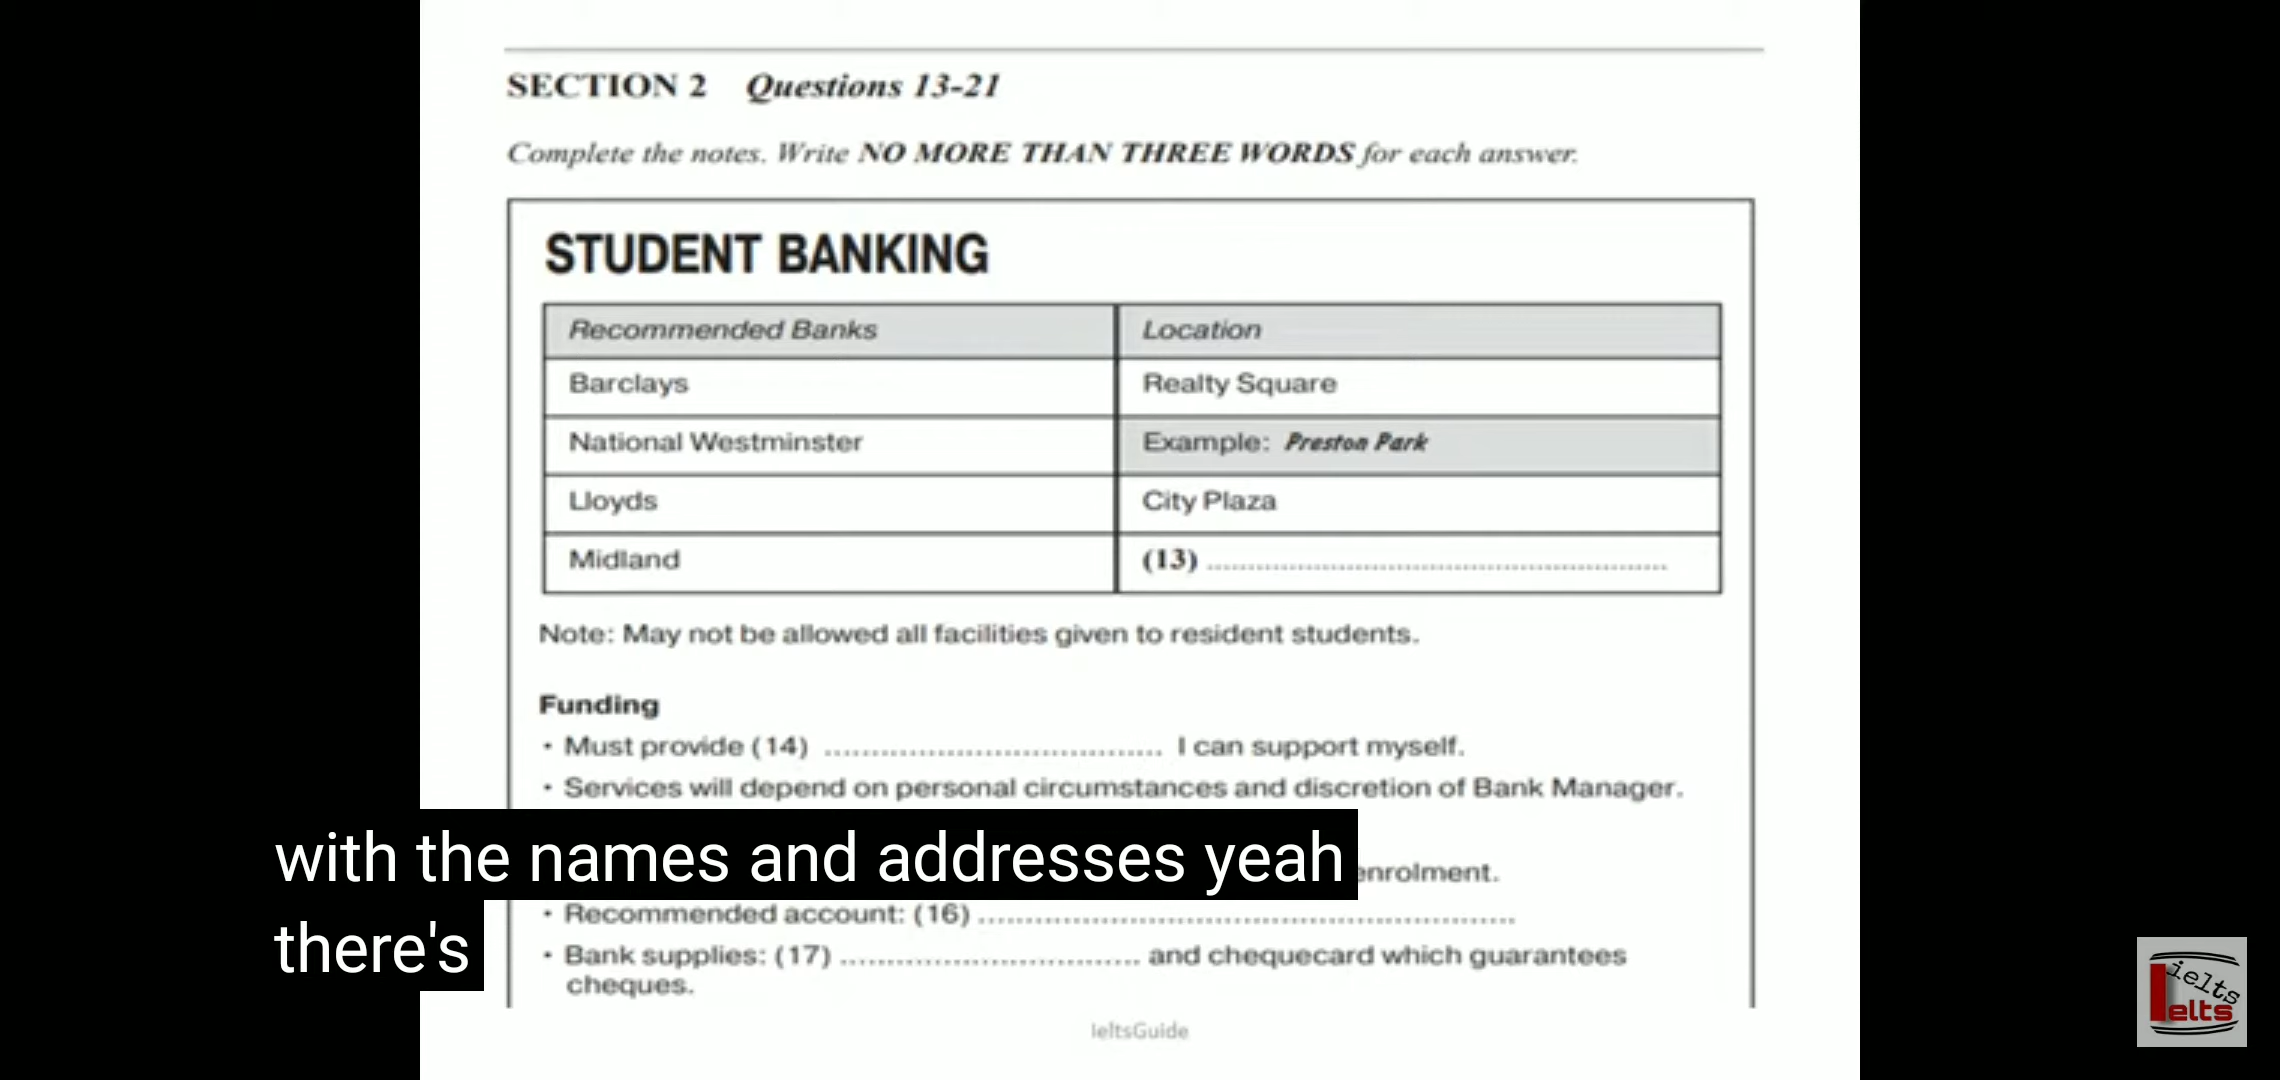 SECTION 2 Questions 13-21
Complete the notes. Write NO MORE THAN THREE WORDS for each answer.
STUDENT BANKING
Recommended Banks Location
Barclays Realty Square
National Westminster Example: Preston Park
Lloyds City Plaza
Midland (13) ....................................................
Note: May not be allowed all facilities given to resident students.
Funding
• Must provide (14) .................................... I can support myself.
• Services will depend on personal circumstances and discretion of Bank Manager.
with the names and addresses yeah
there's
enrolment.
• Recommended account: (16) ..........................................................
• Bank supplies: (17) ................................ and chequecard which guarantees
cheques.
IeltsGuide
ielts
Ielts